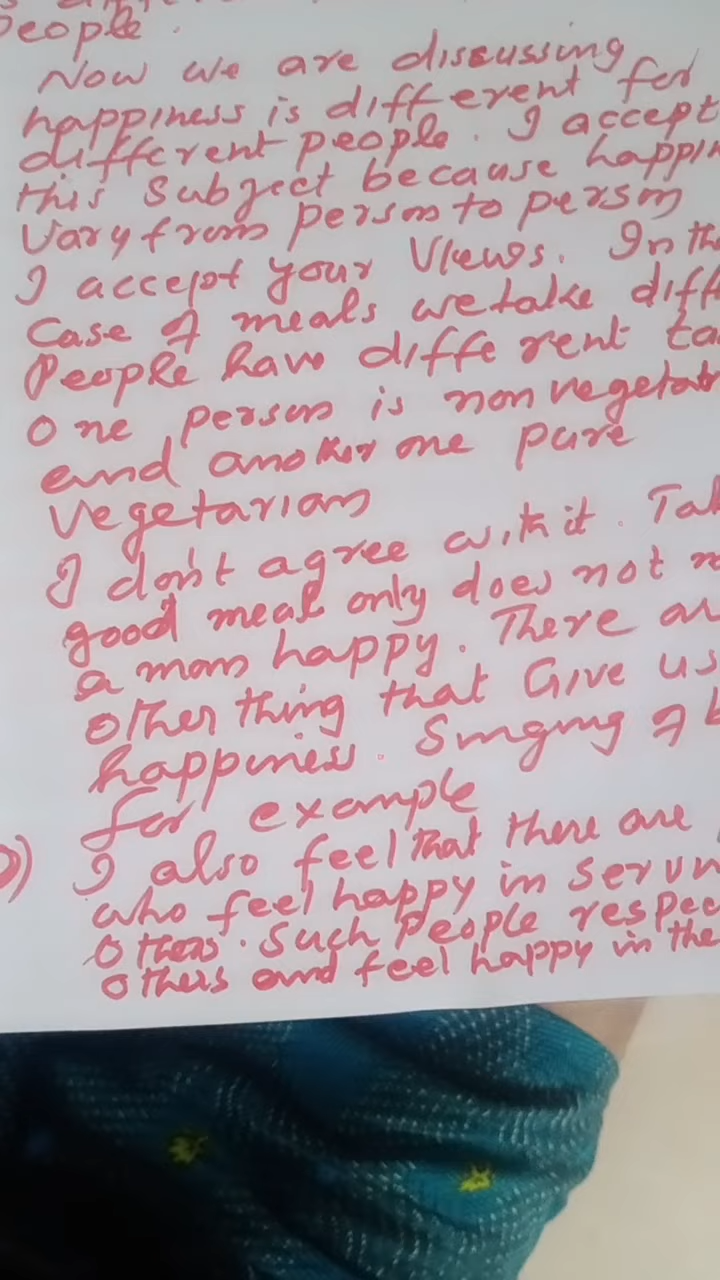 People.
Now we are discussing
happiness is different for
different people. I accept
this Subject because happin
Vary from person to person
I accept your Views. In th
Case of meals we take diff
People have different ta
One person is non vegetar
and another one pure
Vegetarian
I don't agree with it. Tak
good meal only does not m
a man happy. There ar
other thing that Give us
happiness. Singing of b
for example
) I also feel that there are
who feel happy in servin
Others. Such People respec
Others and feel happy in the